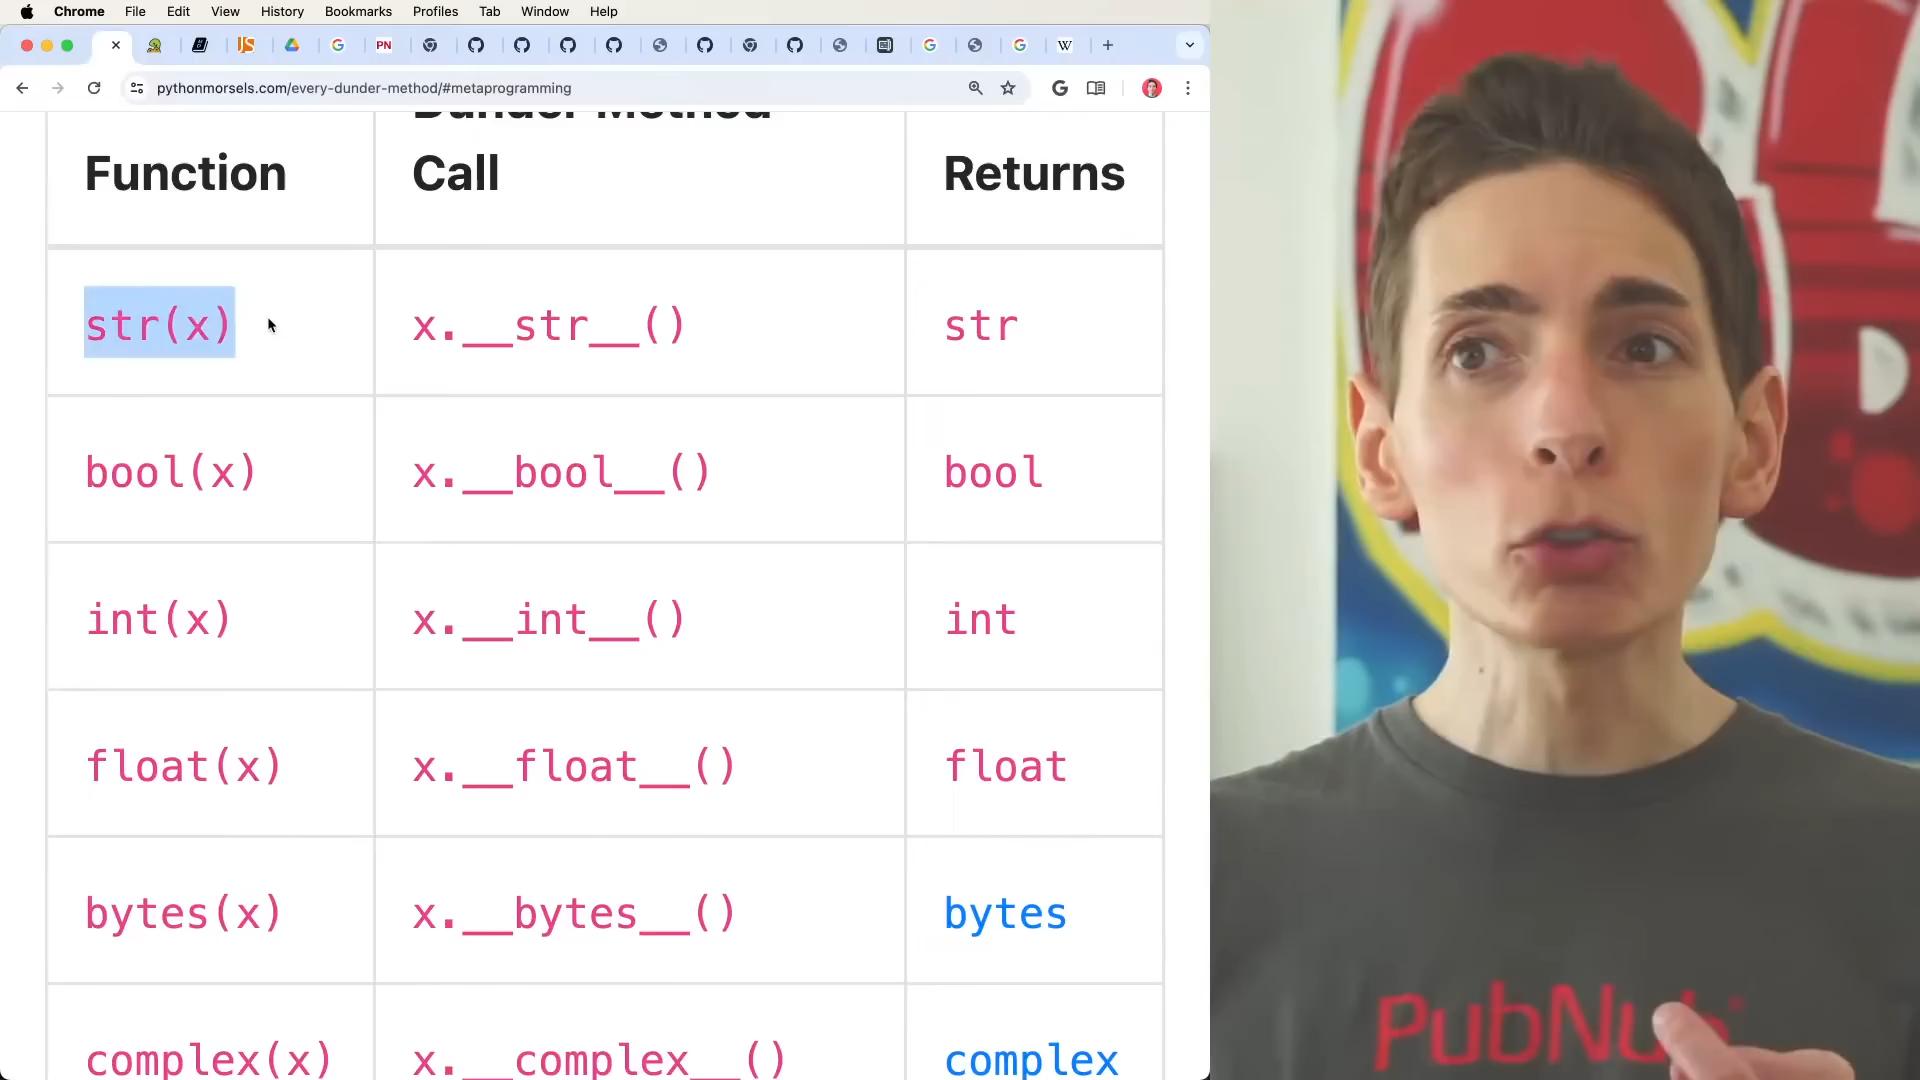 Chrome File Edit View History Bookmarks Profiles Tab Window Help
pythonmorsels.com/every-dunder-method/#metaprogramming
Function Dunder Method Call Returns
str(x) x.__str__() str
bool(x) x.__bool__() bool
int(x) x.__int__() int
float(x) x.__float__() float
bytes(x) x.__bytes__() bytes
complex(x) x.__complex__() complex
PubNub